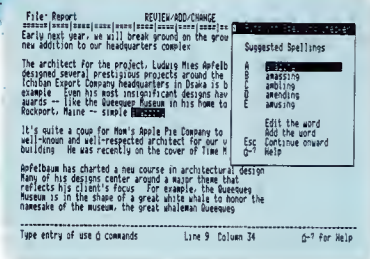 File: Report
REVIEW/ADD/CHANGE
Early next year, we will break ground on the grou
new addition to our headquarters complex
The architect for the project, Ludwig Mies Apfelb
designed several prestigious projects around the
Ichiban Export Company headquarters in Osaka is b
example Even his most insignificant designs hav
quards -- like the Queequeg Museum in his home to
Rockport, Maine -- simple
It's quite a coup for Mom's Apple Pie Company to
well-known and well-respected architect for our u
building He was recently on the cover of Time M
Apfelbaum has charted a new course in architectural design
Many of his designs center around a major theme that
reflects hjs client's focus For example, the Queequeg
Museum is in the shape of a great white whale to honor the
namesake of the museum, the great whaleman Queequeg
Suggested Spellings
A
B amassing
C ambling
D amending
E amusing
Edit the word
Add the word
Esc Continue onward
?-? Help
Type entry of use commands Line 9 Column 34 -? for Help